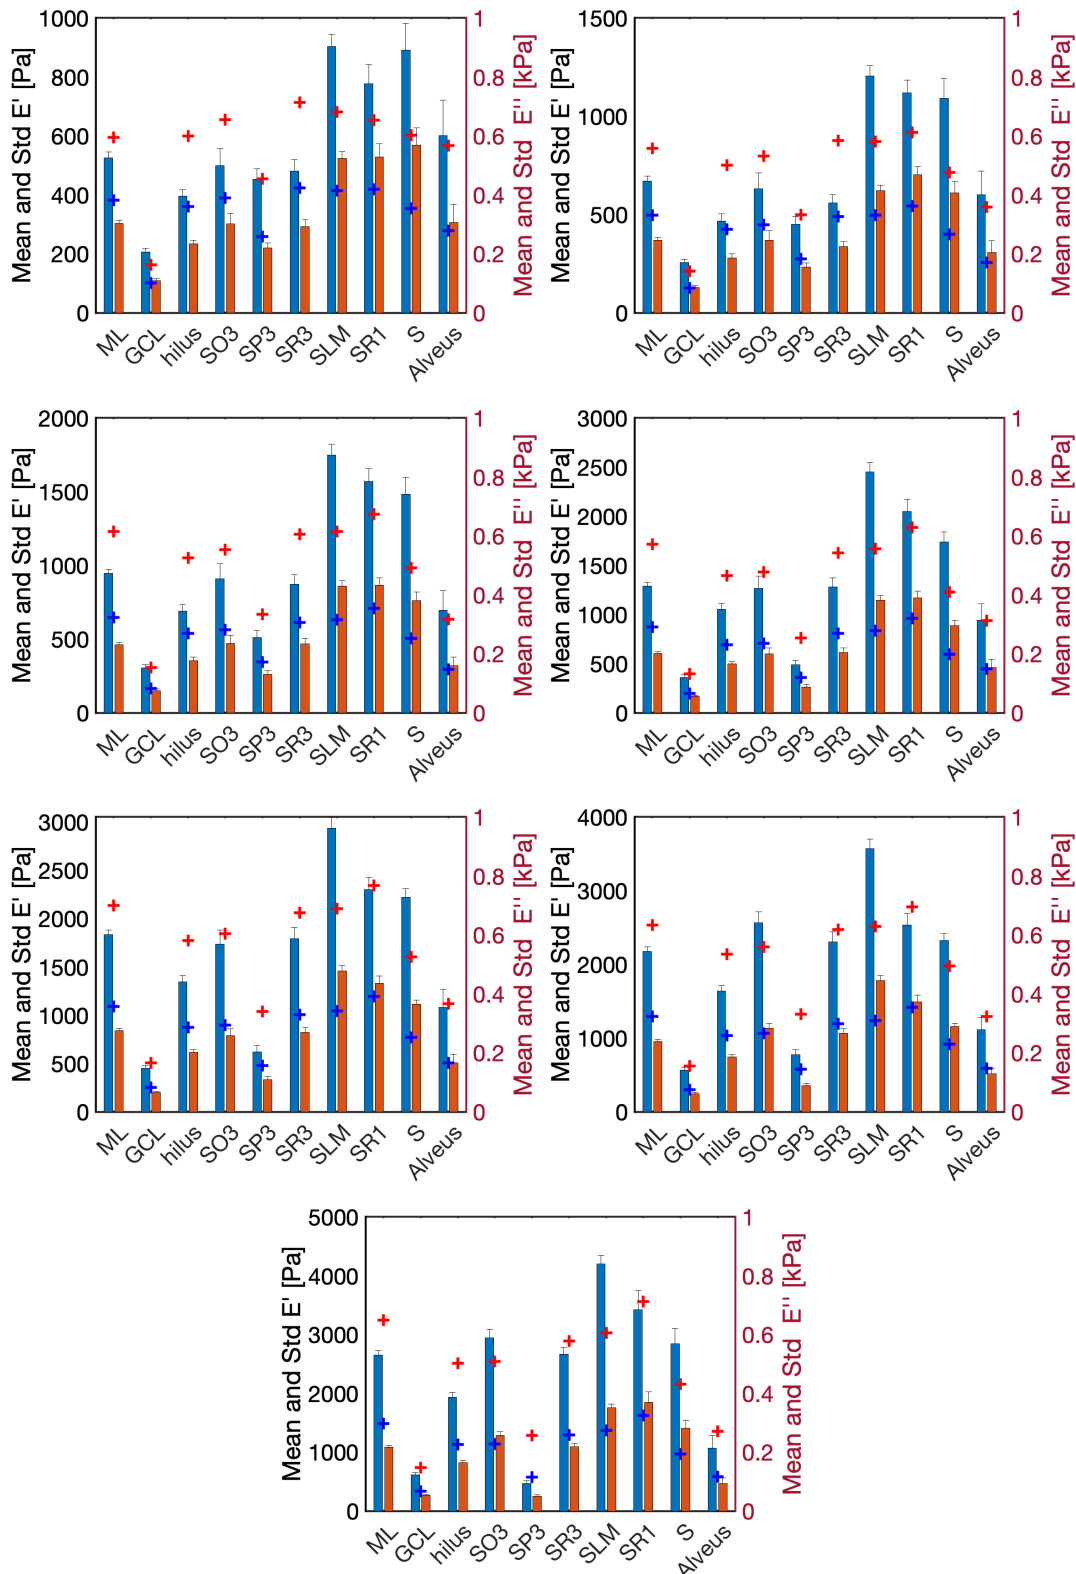 1000
800
600
400
200
0
Mean and Std E' [Pa]
1
0.8
0.6
0.4
0.2
0
Mean and Std E'' [kPa]
ML
GCL
hilus
SO3
SP3
SR3
SLM
SR1
S
Alveus
1500
1000
500
0
Mean and Std E' [Pa]
1
0.8
0.6
0.4
0.2
0
Mean and Std E'' [kPa]
ML
GCL
hilus
SO3
SP3
SR3
SLM
SR1
S
Alveus
2000
1500
1000
500
0
Mean and Std E' [Pa]
1
0.8
0.6
0.4
0.2
0
Mean and Std E'' [kPa]
ML
GCL
hilus
SO3
SP3
SR3
SLM
SR1
S
Alveus
3000
2500
2000
1500
1000
500
0
Mean and Std E' [Pa]
1
0.8
0.6
0.4
0.2
0
Mean and Std E'' [kPa]
ML
GCL
hilus
SO3
SP3
SR3
SLM
SR1
S
Alveus
3000
2500
2000
1500
1000
500
0
Mean and Std E' [Pa]
1
0.8
0.6
0.4
0.2
0
Mean and Std E'' [kPa]
ML
GCL
hilus
SO3
SP3
SR3
SLM
SR1
S
Alveus
4000
3000
2000
1000
0
Mean and Std E' [Pa]
1
0.8
0.6
0.4
0.2
0
Mean and Std E'' [kPa]
ML
GCL
hilus
SO3
SP3
SR3
SLM
SR1
S
Alveus
5000
4000
3000
2000
1000
0
Mean and Std E' [Pa]
1
0.8
0.6
0.4
0.2
0
Mean and Std E'' [kPa]
ML
GCL
hilus
SO3
SP3
SR3
SLM
SR1
S
Alveus